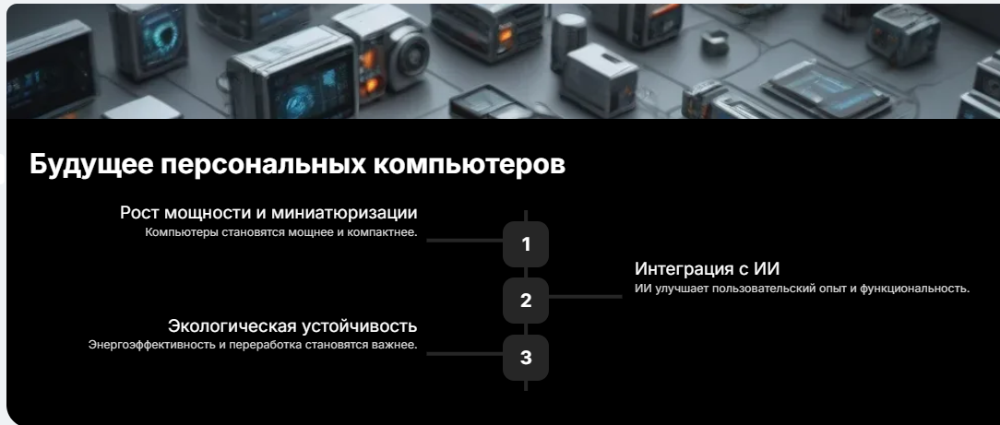 Будущее персональных компьютеров
Рост мощности и миниатюризации
Компьютеры становятся мощнее и компактнее.
1
Интеграция с ИИ
ИИ улучшает пользовательский опыт и функциональность.
2
Экологическая устойчивость
Энергоэффективность и переработка становятся важнее.
3